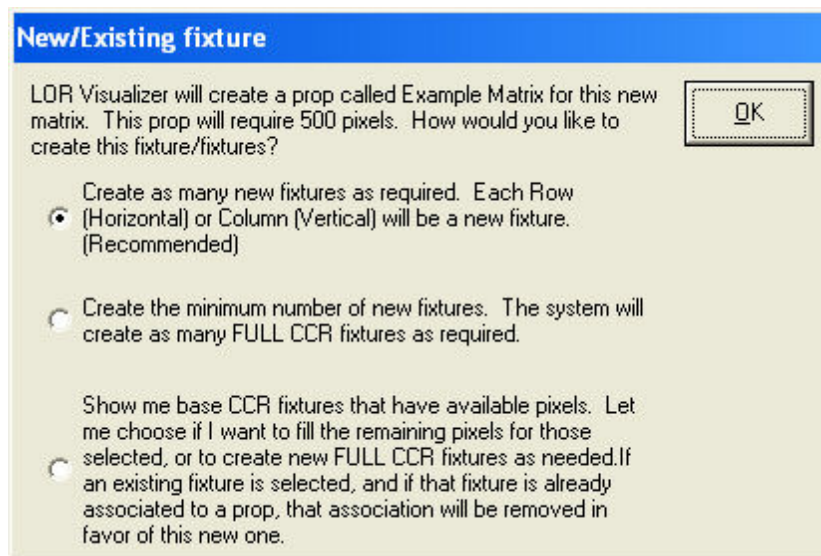 New/Existing fixture
LOR Visualizer will create a prop called Example Matrix for this new
matrix.  This prop will require 500 pixels.  How would you like to
create this fixture/fixtures?
OK
Create as many new fixtures as required.  Each Row
(Horizontal) or Column (Vertical) will be a new fixture.
(Recommended)
Create the minimum number of new fixtures.  The system will
create as many FULL CCR fixtures as required.
Show me base CCR fixtures that have available pixels.  Let
me choose if I want to fill the remaining pixels for those
selected, or to create new FULL CCR fixtures as needed.If
an existing fixture is selected, and if that fixture is already
associated to a prop, that association will be removed in
favor of this new one.